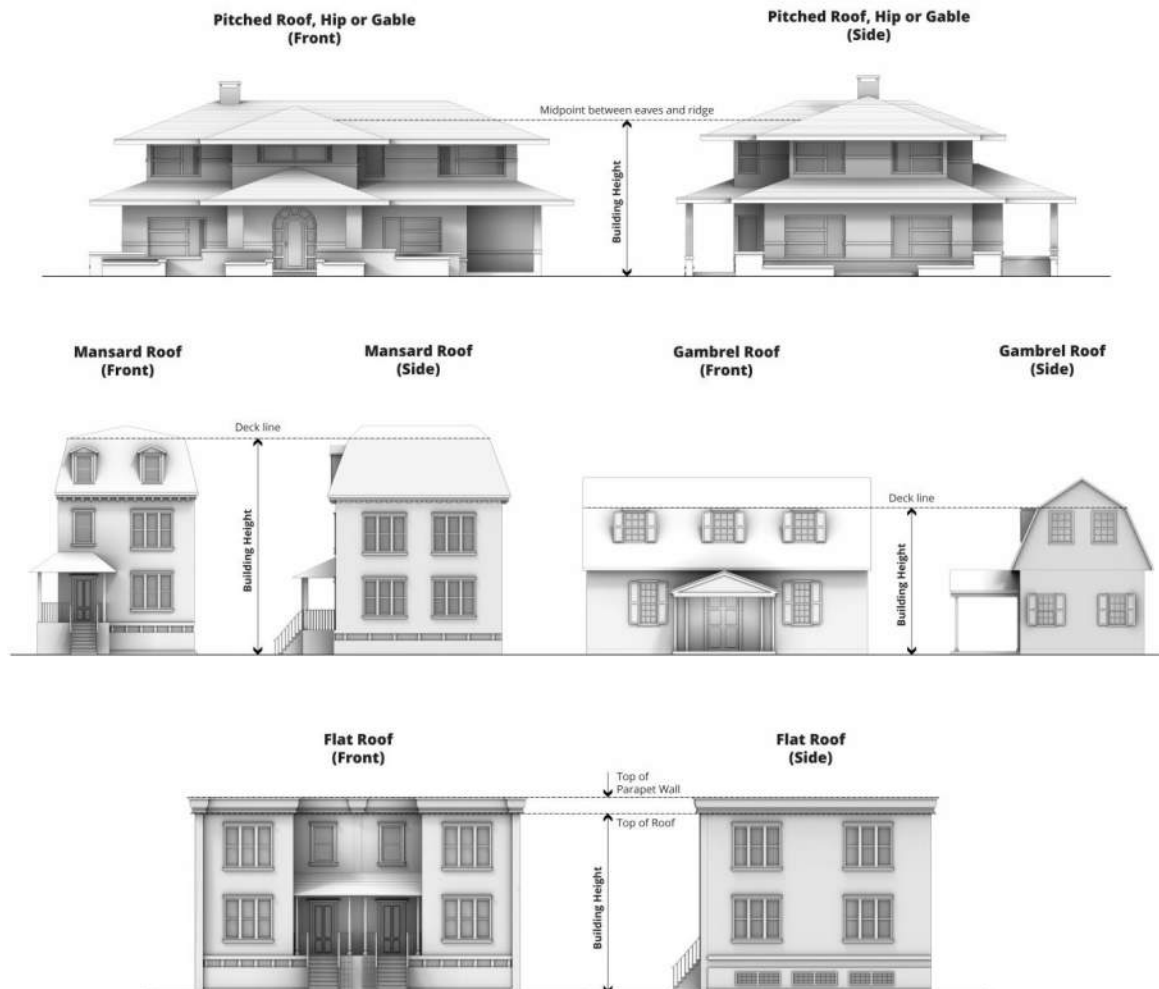 Pitched Roof, Hip or Gable
(Front)
Pitched Roof, Hip or Gable
(Side)
Midpoint between eaves and ridge
Building Height
Mansard Roof
(Front)
Mansard Roof
(Side)
Gambrel Roof
(Front)
Gambrel Roof
(Side)
Deck line
Building Height
Deck line
Building Height
Flat Roof
(Front)
Flat Roof
(Side)
Top of
Parapet Wall
Top of Roof
Building Height